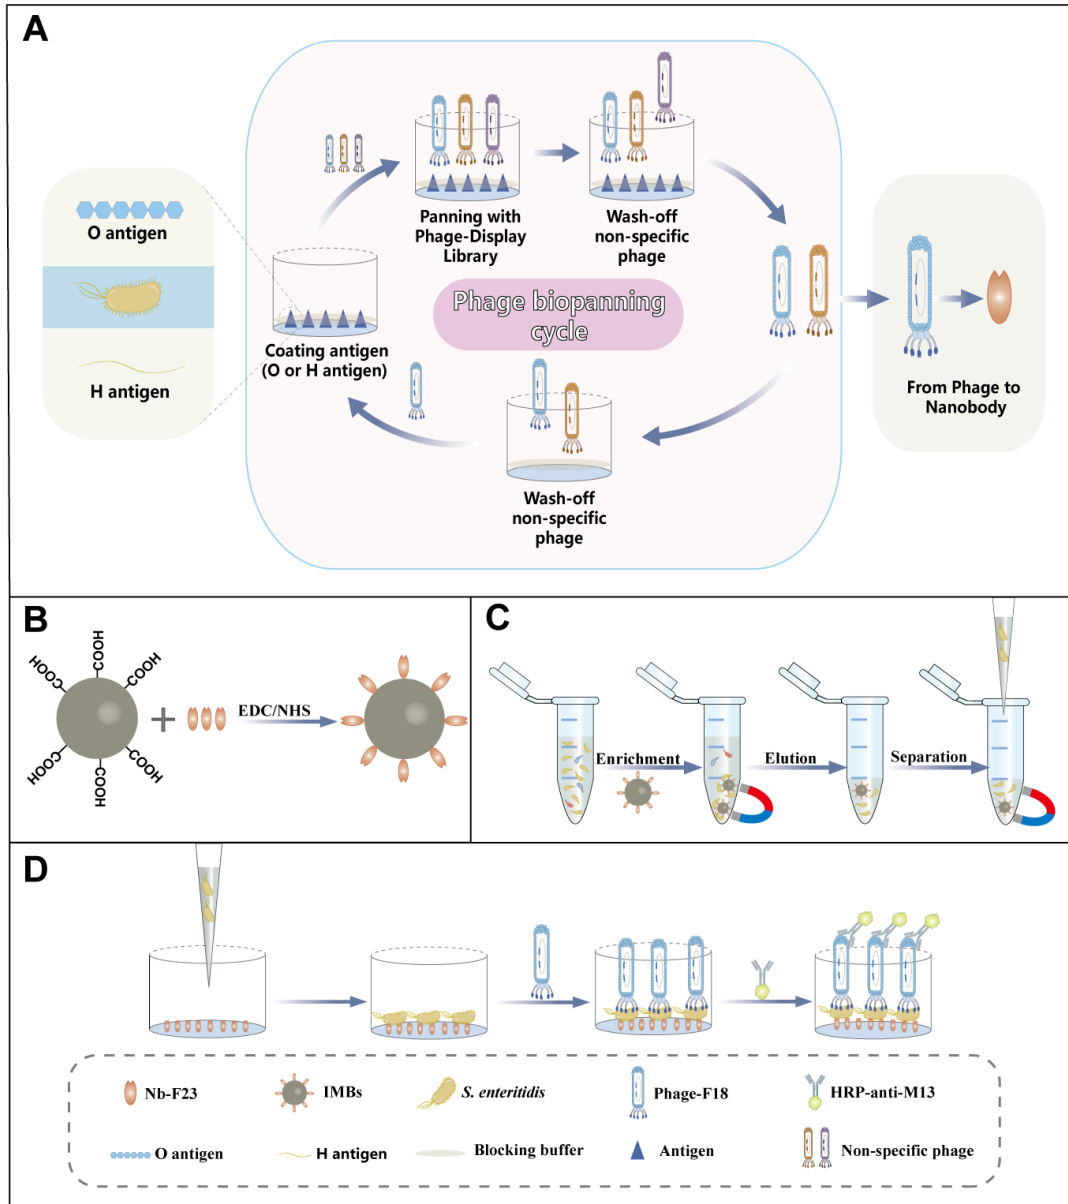 A
O antigen
H antigen
Coating antigen
(O or H antigen)
Panning with
Phage-Display
Library
Wash-off
non-specific
phage
Phage biopanning
cycle
Wash-off
non-specific
phage
From Phage to
Nanobody
B
COOH
COOH
COOH
COOH
COOH
COOH
+
EDC/NHS
C
Enrichment
Elution
Separation
D
Nb-F23
IMBs
S. enteritidis
Phage-F18
HRP-anti-M13
O antigen
H antigen
Blocking buffer
Antigen
Non-specific phage